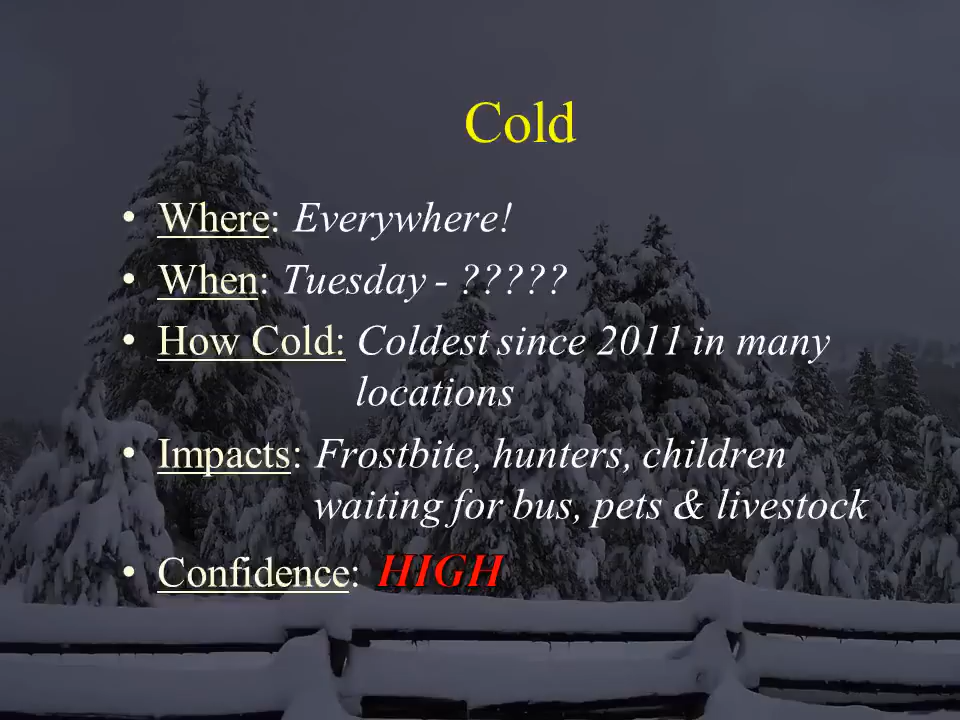 Cold
• Where: Everywhere!
• When: Tuesday - ?????
• How Cold: Coldest since 2011 in many
locations
• Impacts: Frostbite, hunters, children
waiting for bus, pets & livestock
• Confidence: HIGH